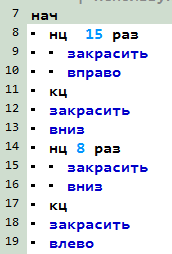 7 нач
8 ▪ нц 15 раз
9 ▪ ▪ закрасить
10 ▪ ▪ вправо
11 ▪ кц
12 ▪ закрасить
13 ▪ вниз
14 ▪ нц 8 раз
15 ▪ ▪ закрасить
16 ▪ ▪ вниз
17 ▪ кц
18 ▪ закрасить
19 ▪ влево